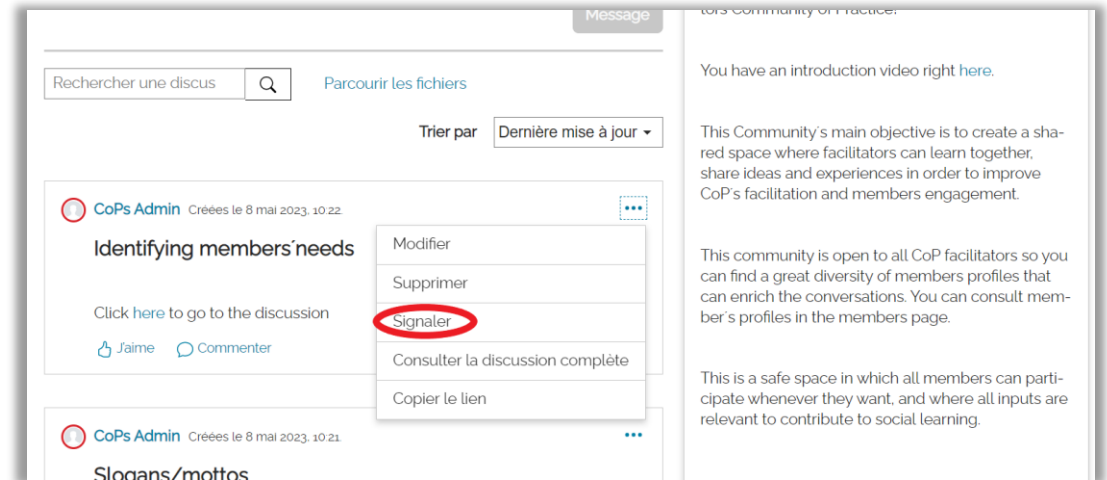 Message
Rechercher une discus
Parcourir les fichiers
Trier par
Dernière mise à jour
CoPs Admin Créées le 8 mai 2023, 10:22
Identifying members´needs
Click here to go to the discussion
J'aime
Commenter
Modifier
Supprimer
Signaler
Consulter la discussion complète
Copier le lien
CoPs Admin Créées le 8 mai 2023, 10:21
Slogans/mottos
tors Community of Practice!
You have an introduction video right here.
This Community´s main objective is to create a sha-
red space where facilitators can learn together,
share ideas and experiences in order to improve
CoP´s facilitation and members engagement.
This community is open to all CoP facilitators so you
can find a great diversity of members profiles that
can enrich the conversations. You can consult mem-
ber´s profiles in the members page.
This is a safe space in which all members can parti-
cipate whenever they want, and where all inputs are
relevant to contribute to social learning.